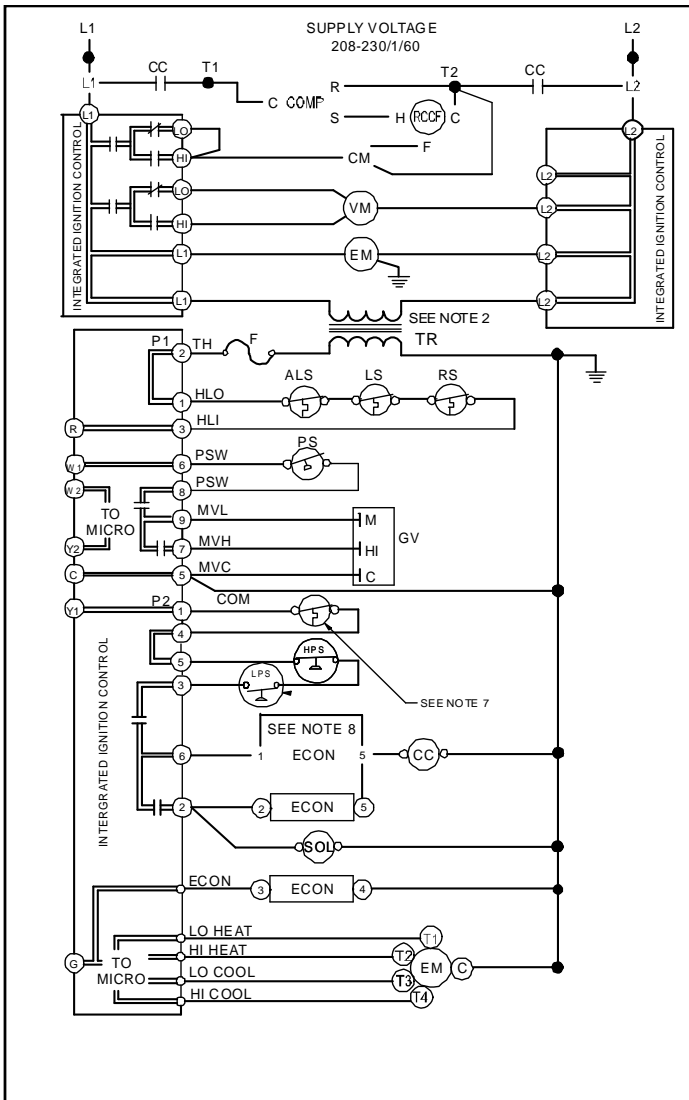 L1 SUPPLY VOLTAGE L2
208-230/1/60
L1 CC T1 R T2 CC L2
C COMP
S H RCCF C
L1 L2
INTEGRATED IGNITION CONTROL
LO
HI CM F
LO L2
VM L2
HI
L1 EM L2
L1 L2
INTEGRATED IGNITION CONTROL
SEE NOTE 2
TR
P1 2 TH F
ALS LS RS
1 HLO
R 3 HLI
PS
W1 6 PSW
W2 8 PSW
TO
MICRO
9 MVL M
GV
Y2 7 MVH HI
C 5 MVC C
COM
Y1 P2 1
4
HPS
5
LPS
3
SEE NOTE 7
INTERGRATED IGNITION CONTROL
SEE NOTE 8
6 1 ECON 5 CC
2 2 ECON 5
SOL
ECON 3 ECON 4
LO HEAT T1
G TO HI HEAT T2
MICRO LO COOL T3 EM C
HI COOL T4